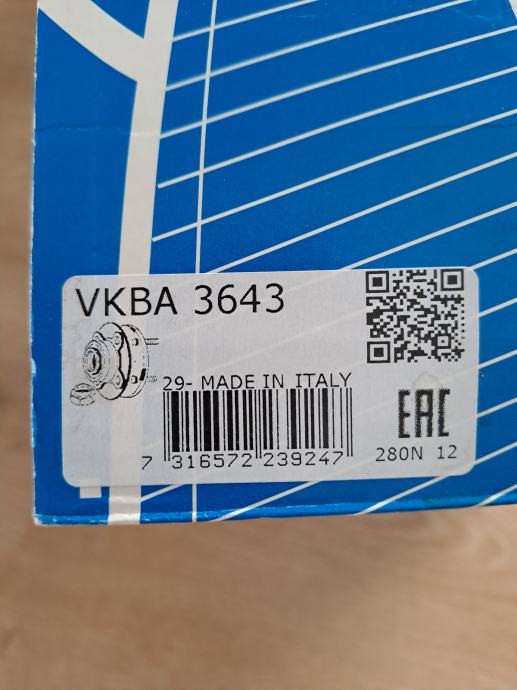 VKBA 3643
29- MADE IN ITALY
7 316572 239247
EAC
280N 12